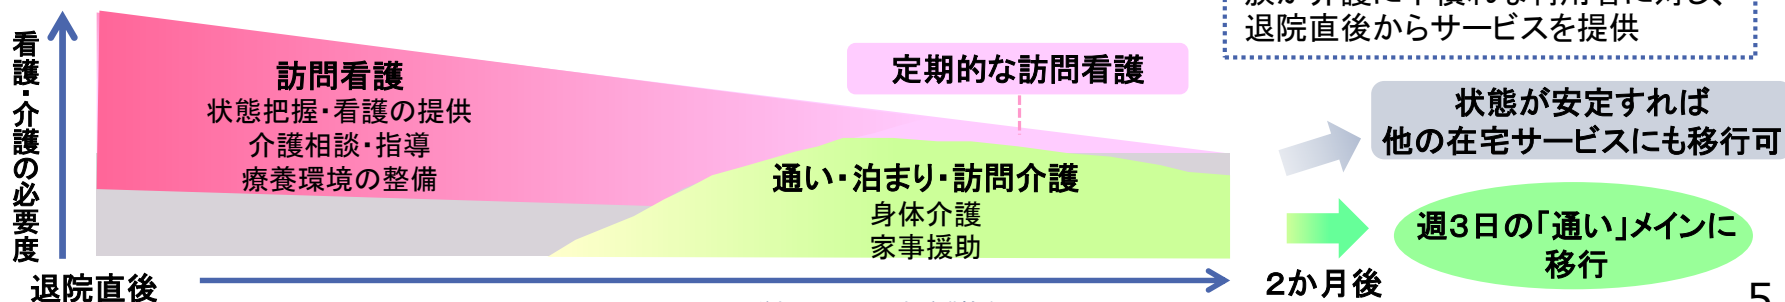 退院直後からサービスを提供
看護・介護の必要度
訪問看護
状態把握・看護の提供
介護相談・指導
療養環境の整備
定期的な訪問看護
通い・泊まり・訪問介護
身体介護
家事援助
状態が安定すれば
他の在宅サービスにも移行可
週3日の「通い」メインに
移行
退院直後
2か月後
5